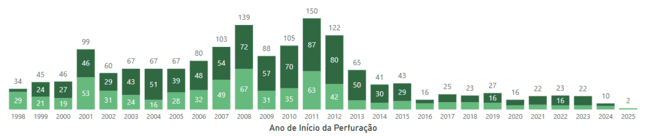 34 45 46 99 60 67 67 67 80 103 139 88 105 150 122 65 41 43 16 25 23 27 16 22 23 22 10 2
24 27 46 29 43 51 39 48 54 72 57 70 87 80 50 30 29 16 16
29 21 19 53 31 24 16 28 32 49 67 31 35 63 42
1998 1999 2000 2001 2002 2003 2004 2005 2006 2007 2008 2009 2010 2011 2012 2013 2014 2015 2016 2017 2018 2019 2020 2021 2022 2023 2024 2025
Ano de Início da Perfuração